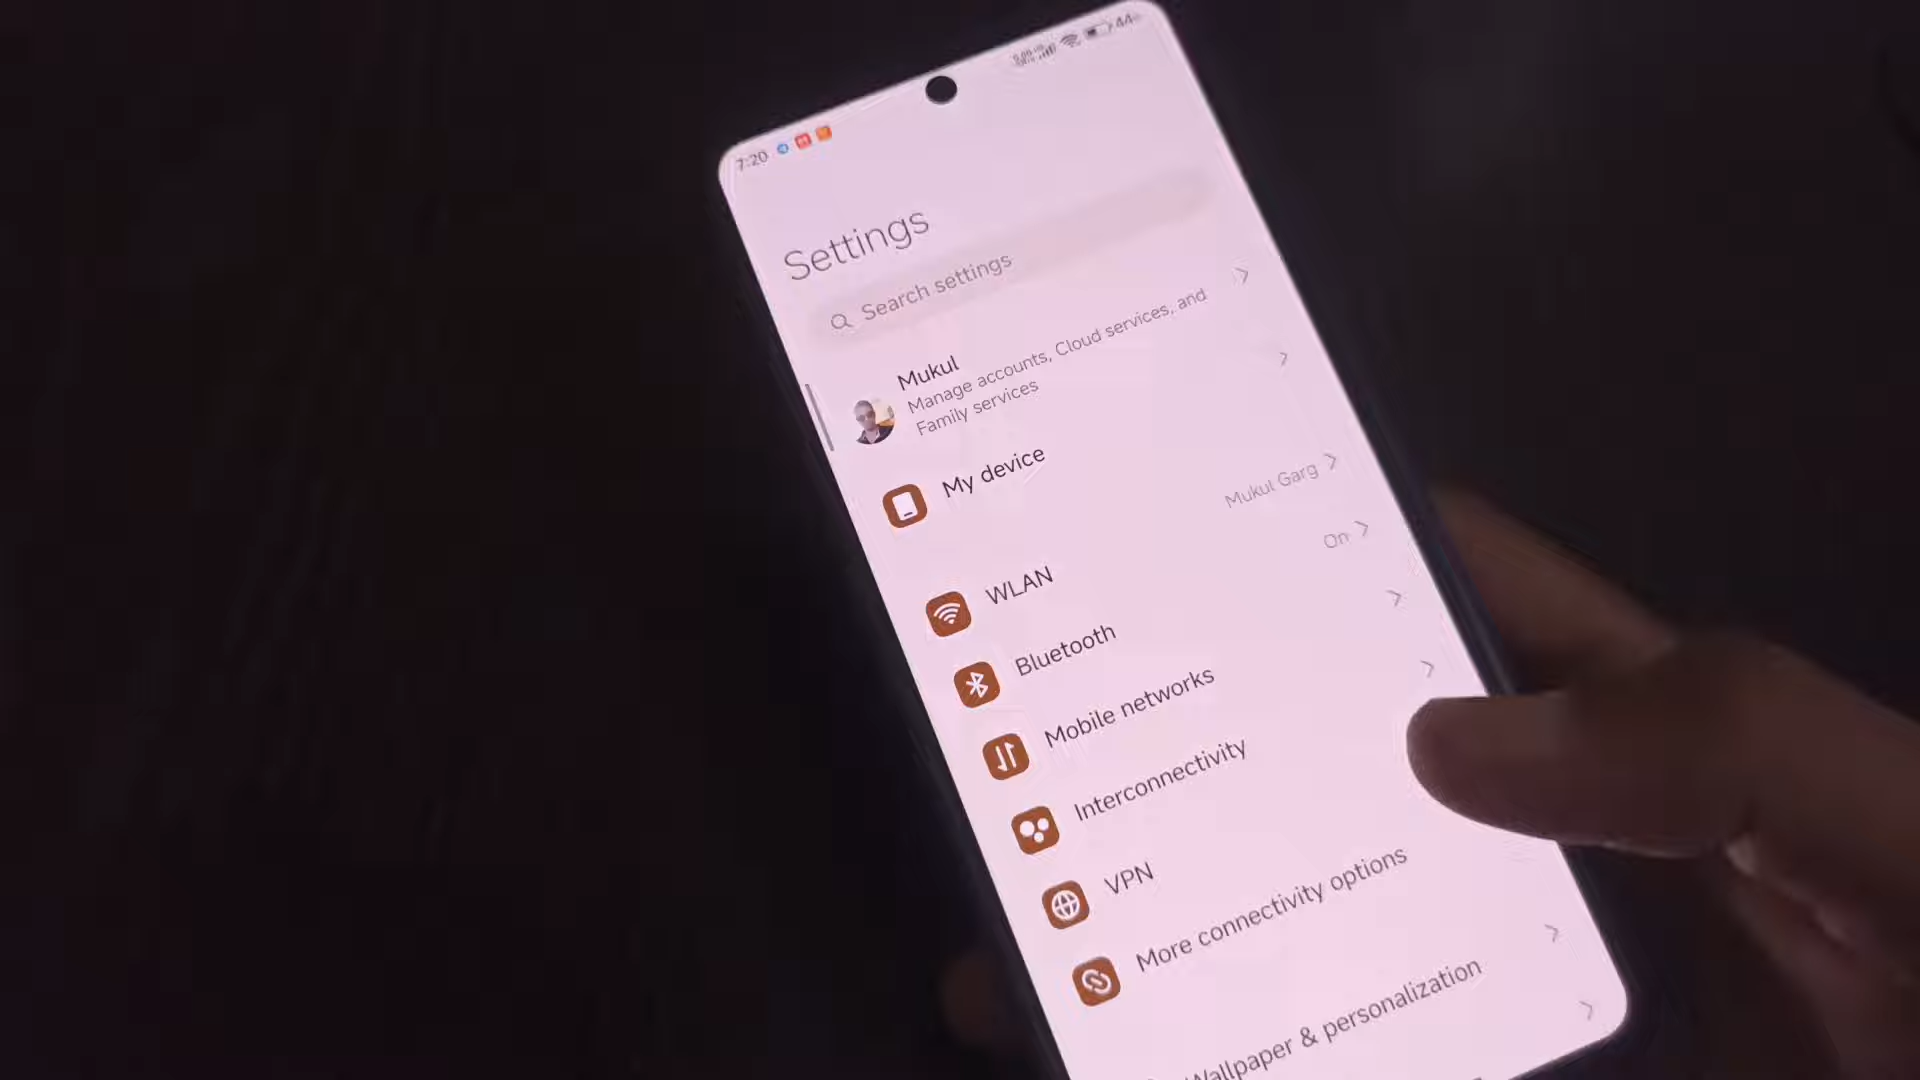 7:20
44
Settings
Search settings
Mukul
Manage accounts, Cloud services, and
Family services
My device
WLAN
Mukul Garg
Bluetooth
On
Mobile networks
Interconnectivity
VPN
More connectivity options
Wallpaper & personalization